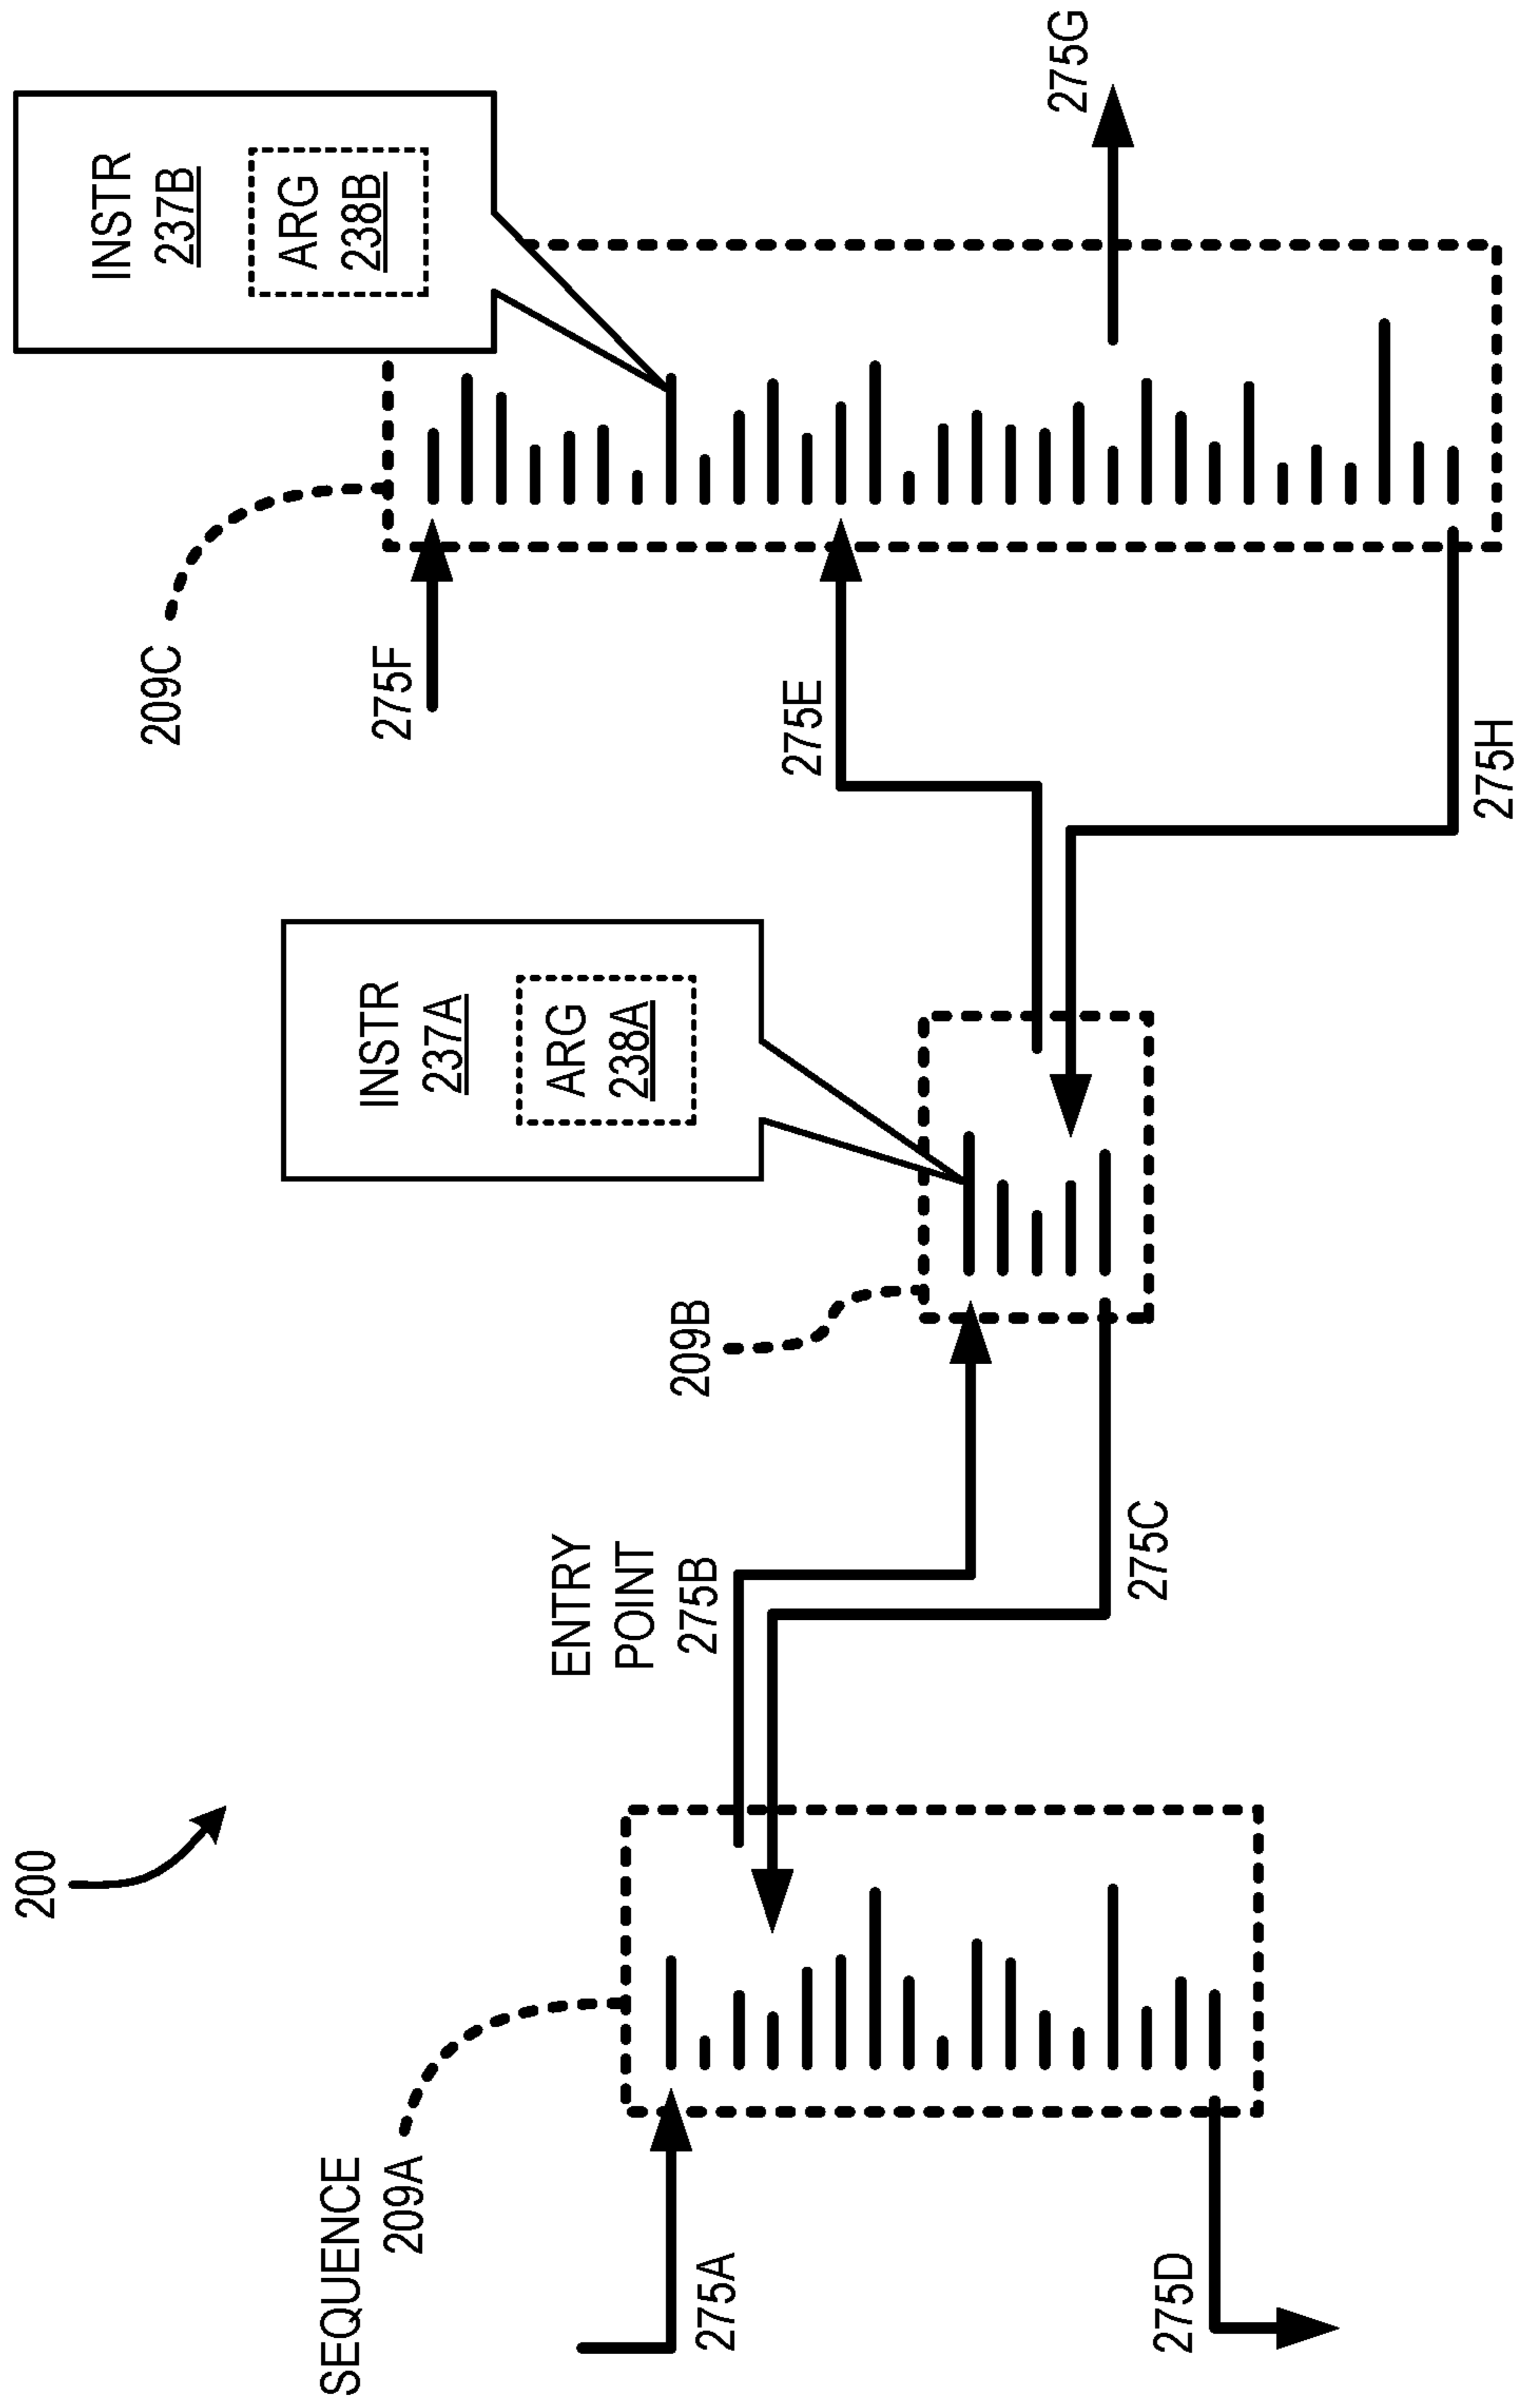 200
SEQUENCE
209A
275A
275D
ENTRY
POINT
275B
275C
209B
INSTR
237A
ARG
238A
209C
275F
275E
275H
INSTR
237B
ARG
238B
275G